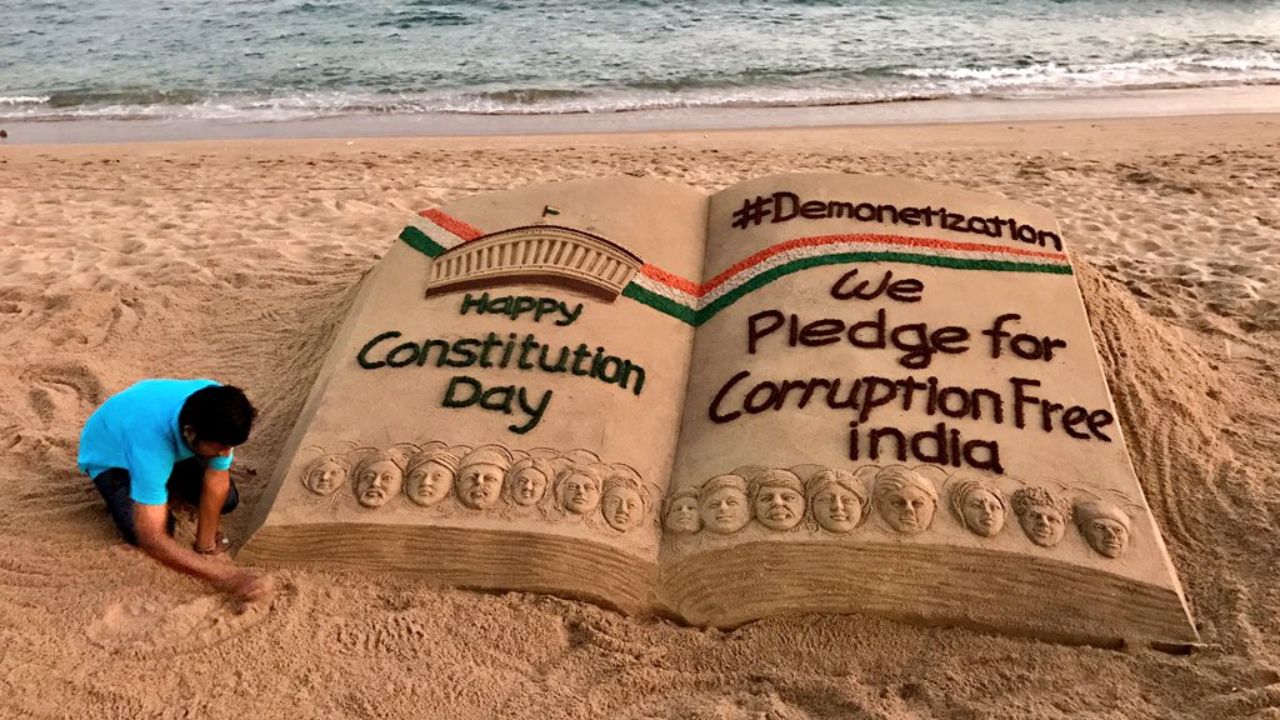 Happy
Constitution
Day
#Demonetization
We
Pledge for
Corruption Free
india